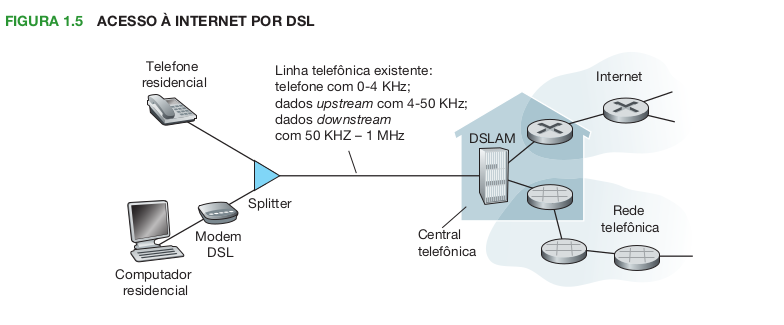 FIGURA 1.5 ACESSO À INTERNET POR DSL
Telefone
residencial
Linha telefônica existente:
telefone com 0-4 KHz;
dados upstream com 4-50 KHz;
dados downstream
com 50 KHZ – 1 MHz
Internet
DSLAM
Splitter
Modem
DSL
Computador
residencial
Central
telefônica
Rede
telefônica